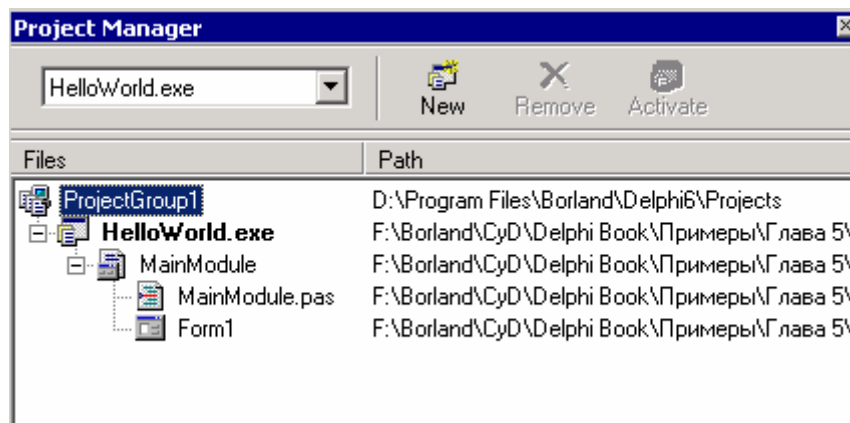 Project Manager
HelloWorld.exe
New Remove Activate
Files Path
ProjectGroup1 D:\Program Files\Borland\Delphi6\Projects
HelloWorld.exe F:\Borland\CyD\Delphi Book\Примеры\Глава 5\
MainModule F:\Borland\CyD\Delphi Book\Примеры\Глава 5\
MainModule.pas F:\Borland\CyD\Delphi Book\Примеры\Глава 5\
Form1 F:\Borland\CyD\Delphi Book\Примеры\Глава 5\